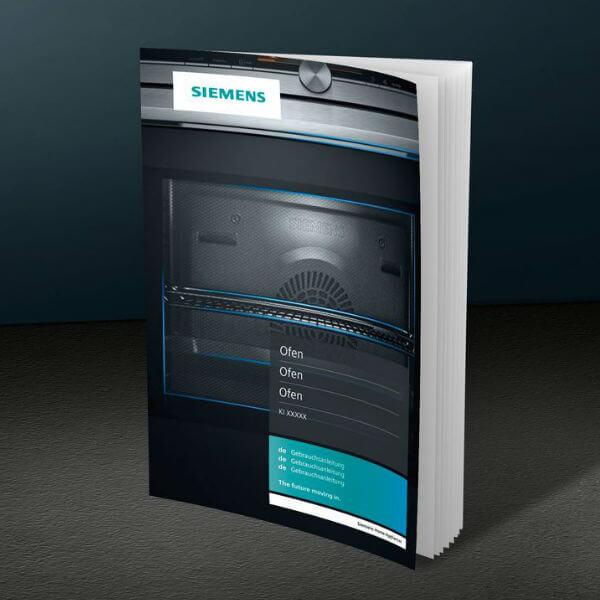 SIEMENS
SIEMENS
Ofen
Ofen
Ofen
KI XXXXX
de Gebrauchsanleitung
de Gebrauchsanleitung
de Gebrauchsanleitung
The future moving in.
Siemens Home Appliances